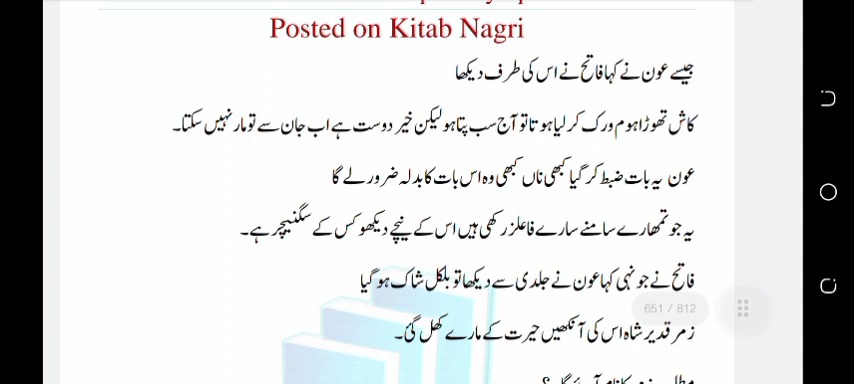 Posted on Kitab Nagri
جیسے عون نے کہا فاتح نے اس کی طرف دیکھا
کاش تھوڑا ہوم ورک کر لیا ہوتا تو آج سب پتا ہو لیکن خیر دوست ہے اب جان سے تو مار نہیں سکتا۔
عون یہ بات ضبط کر گیا کبھی ناں کبھی وہ اس بات کا بدلہ ضرور لے گا
یہ جو تمھارے سامنے سارے فاعلز رکھی ہیں اس کے نیچے دیکھو کس کے سگنیچر ہے۔
فاتح نے جونہی کہا عون نے جلدی سے دیکھا تو بلکل شاک ہو گیا
651 / 812
زمر قدیر شاہ اس کی آنکھیں حیرت کے مارے کھل گئ۔